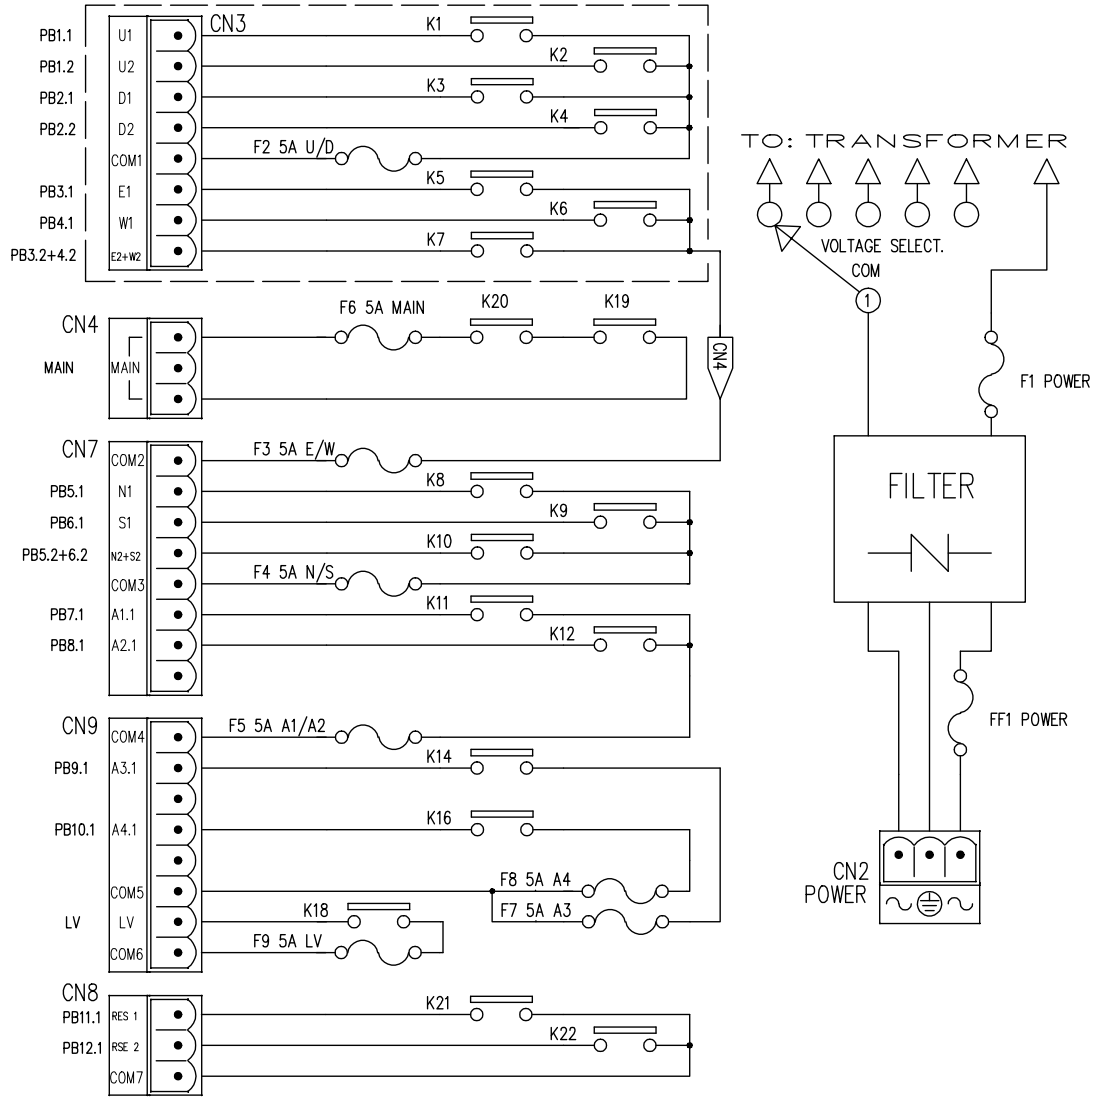 CN3
PB1.1 U1 K1
PB1.2 U2 K2
PB2.1 D1 K3
PB2.2 D2 K4
COM1 F2 5A U/D
PB3.1 E1 K5
PB4.1 W1 K6
PB3.2+4.2 E2+W2 K7
CN4
F6 5A MAIN K20 K19
MAIN MAIN
CN4
CN7
COM2 F3 5A E/W
PB5.1 N1 K8
PB6.1 S1 K9
PB5.2+6.2 N2+S2 K10
COM3 F4 5A N/S
PB7.1 A1.1 K11
PB8.1 A2.1 K12
CN9
COM4 F5 5A A1/A2
PB9.1 A3.1 K14
PB10.1 A4.1 K16
COM5 F8 5A A4
LV LV K18 F7 5A A3
COM6 F9 5A LV
CN8
PB11.1 RES 1 K21
PB12.1 RSE 2 K22
COM7
TO: TRANSFORMER
VOLTAGE SELECT.
COM
1
F1 POWER
FILTER
N
FF1 POWER
CN2
POWER